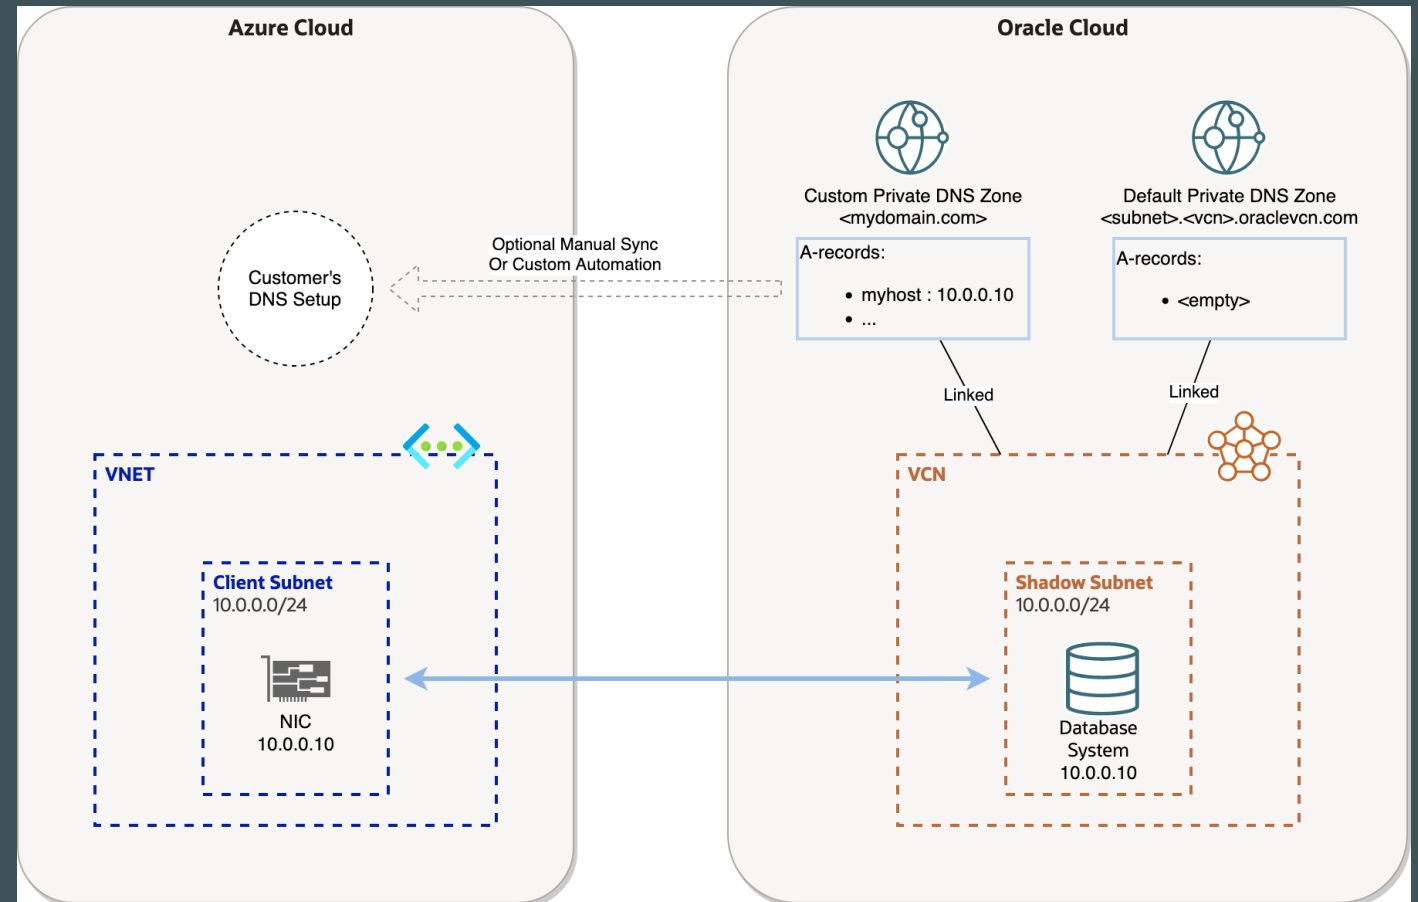 Azure Cloud
Oracle Cloud
Custom Private DNS Zone
<mydomain.com>
Default Private DNS Zone
<subnet>.<vcn>.oraclevcn.com
A-records:
• myhost : 10.0.0.10
• ...
A-records:
• <empty>
Optional Manual Sync
Or Custom Automation
Customer's
DNS Setup
Linked
Linked
VNET
Client Subnet
10.0.0.0/24
NIC
10.0.0.10
VCN
Shadow Subnet
10.0.0.0/24
Database
System
10.0.0.10